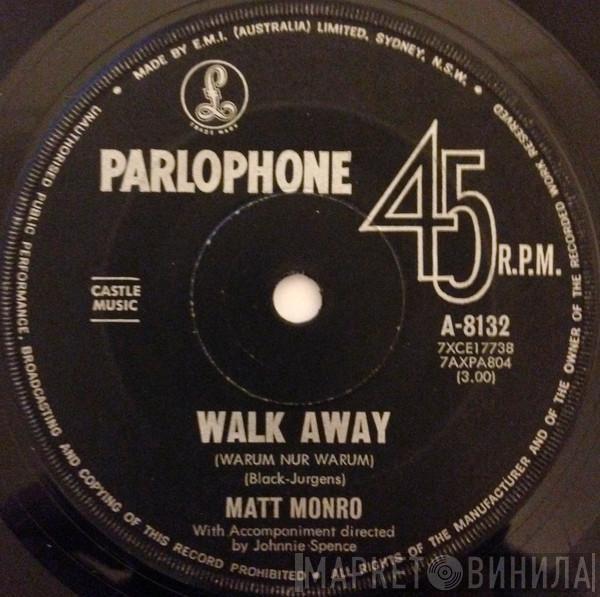 MADE BY E.M.I. (AUSTRALIA) LIMITED, SYDNEY, N.S.W.
£
TRADE MARK
PARLOPHONE
45
R.P.M.
CASTLE
MUSIC
A-8132
7XCE17738
7AXPA804
(3.00)
WALK AWAY
(WARUM NUR WARUM)
(Black-Jurgens)
MATT MONRO
With Accompaniment directed
by Johnnie Spence
UNAUTHORISED PUBLIC PERFORMANCE, BROADCASTING AND COPYING OF THIS RECORD PROHIBITED • ALL RIGHTS OF THE MANUFACTURER AND OF THE OWNER OF THE RECORDED WORK RESERVED
МАРКЕТ ВИНИЛА